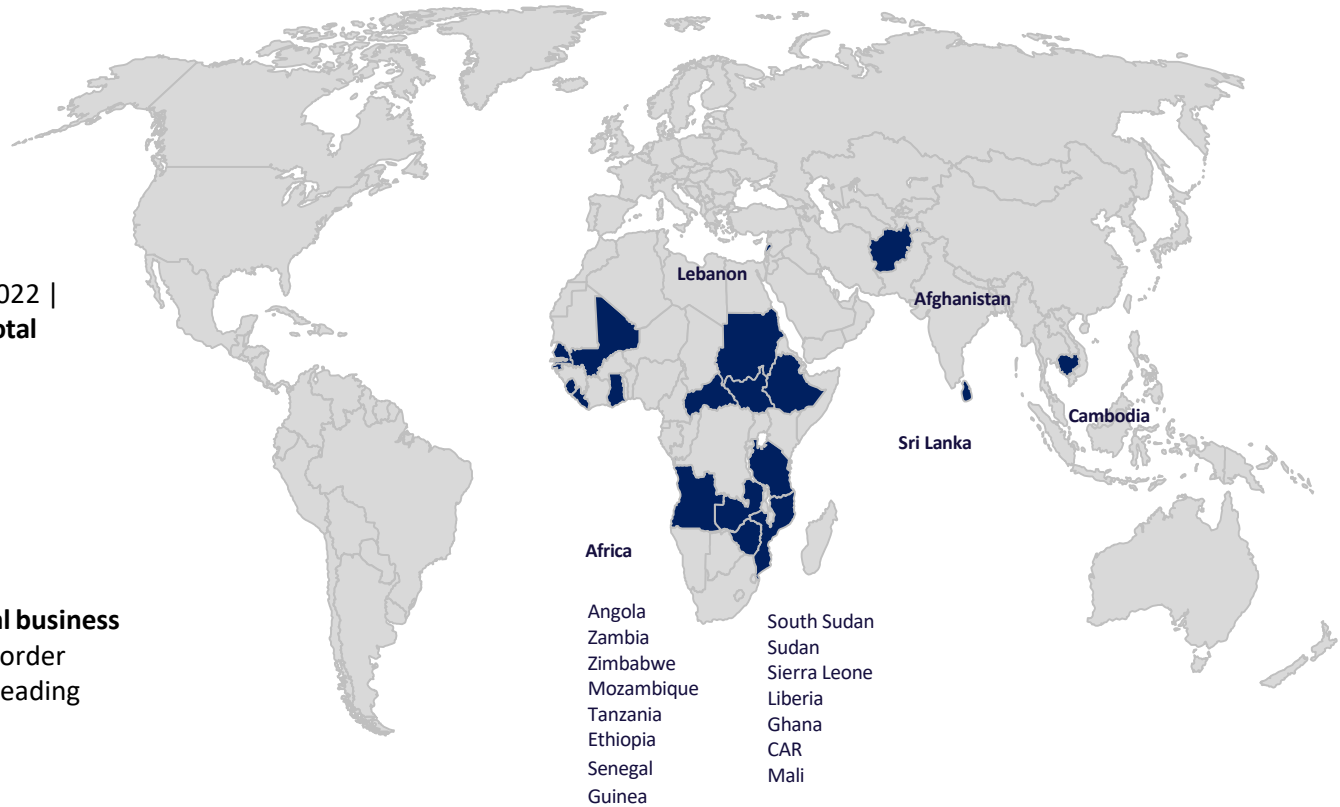 022 |
otal
al business
order
eading
Lebanon
Afghanistan
Cambodia
Sri Lanka
Africa
Angola
Zambia
Zimbabwe
Mozambique
Tanzania
Ethiopia
Senegal
Guinea
South Sudan
Sudan
Sierra Leone
Liberia
Ghana
CAR
Mali